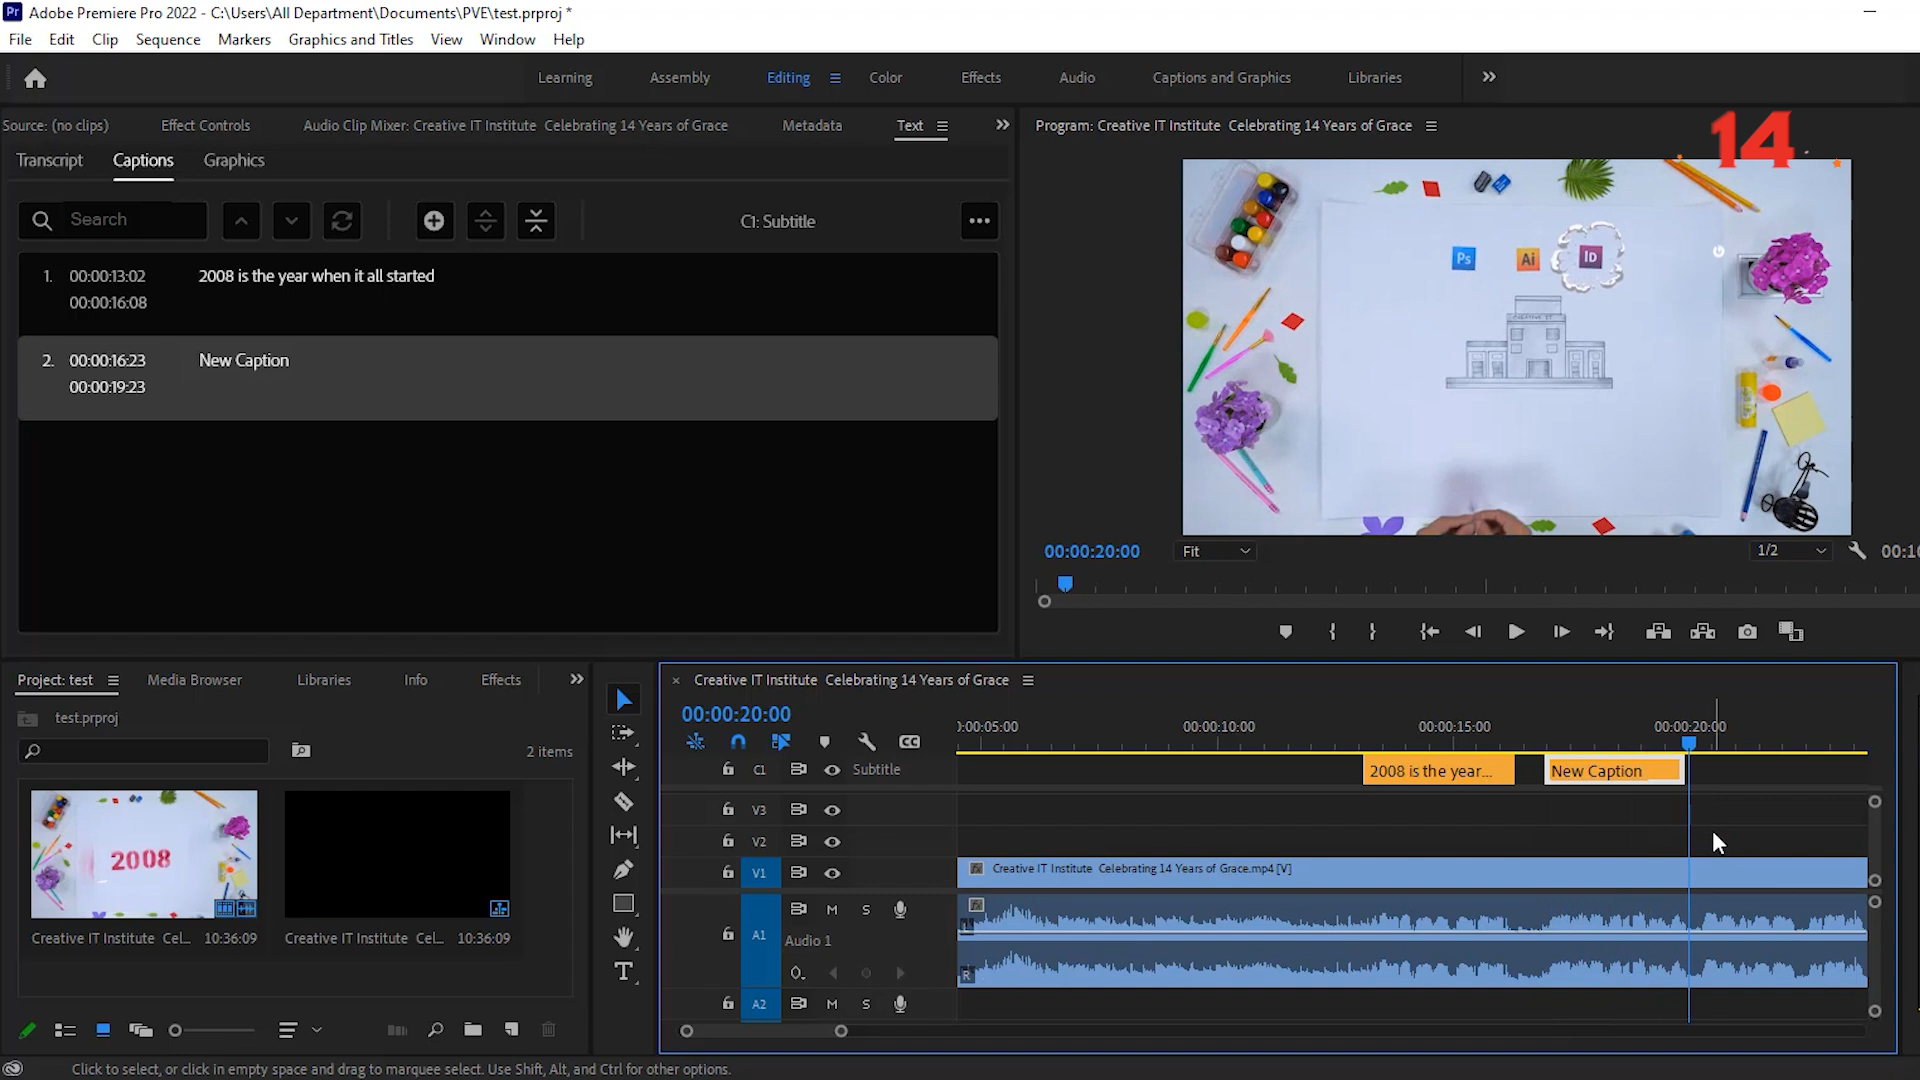 Pr Adobe Premiere Pro 2022 - C:\Users\All Department\Documents\PVE\test.prproj *
File Edit Clip Sequence Markers Graphics and Titles View Window Help
Learning Assembly Editing Color Effects Audio Captions and Graphics Libraries
Source: (no clips) Effect Controls Audio Clip Mixer: Creative IT Institute Celebrating 14 Years of Grace Metadata Text
Program: Creative IT Institute Celebrating 14 Years of Grace
14
Transcript Captions Graphics
Search
C1: Subtitle
1. 00:00:13:02 2008 is the year when it all started
00:00:16:08
2. 00:00:16:23 New Caption
00:00:19:23
Ps Ai ID
CREATIVE IT
00:00:20:00 Fit 1/2
Project: test Media Browser Libraries Info Effects
test.prproj
2 items
2008
Creative IT Institute Cel... 10:36:09
Creative IT Institute Cel... 10:36:09
Creative IT Institute Celebrating 14 Years of Grace
00:00:20:00
00:00:10:00 00:00:15:00 00:00:20:00
C1 Subtitle 2008 is the year... New Caption
V3
V2
V1 fx Creative IT Institute Celebrating 14 Years of Grace.mp4 [V]
M S fx
L
A1 Audio 1
R
A2 M S
Click to select, or click in empty space and drag to marquee select. Use Shift, Alt, and Ctrl for other options.